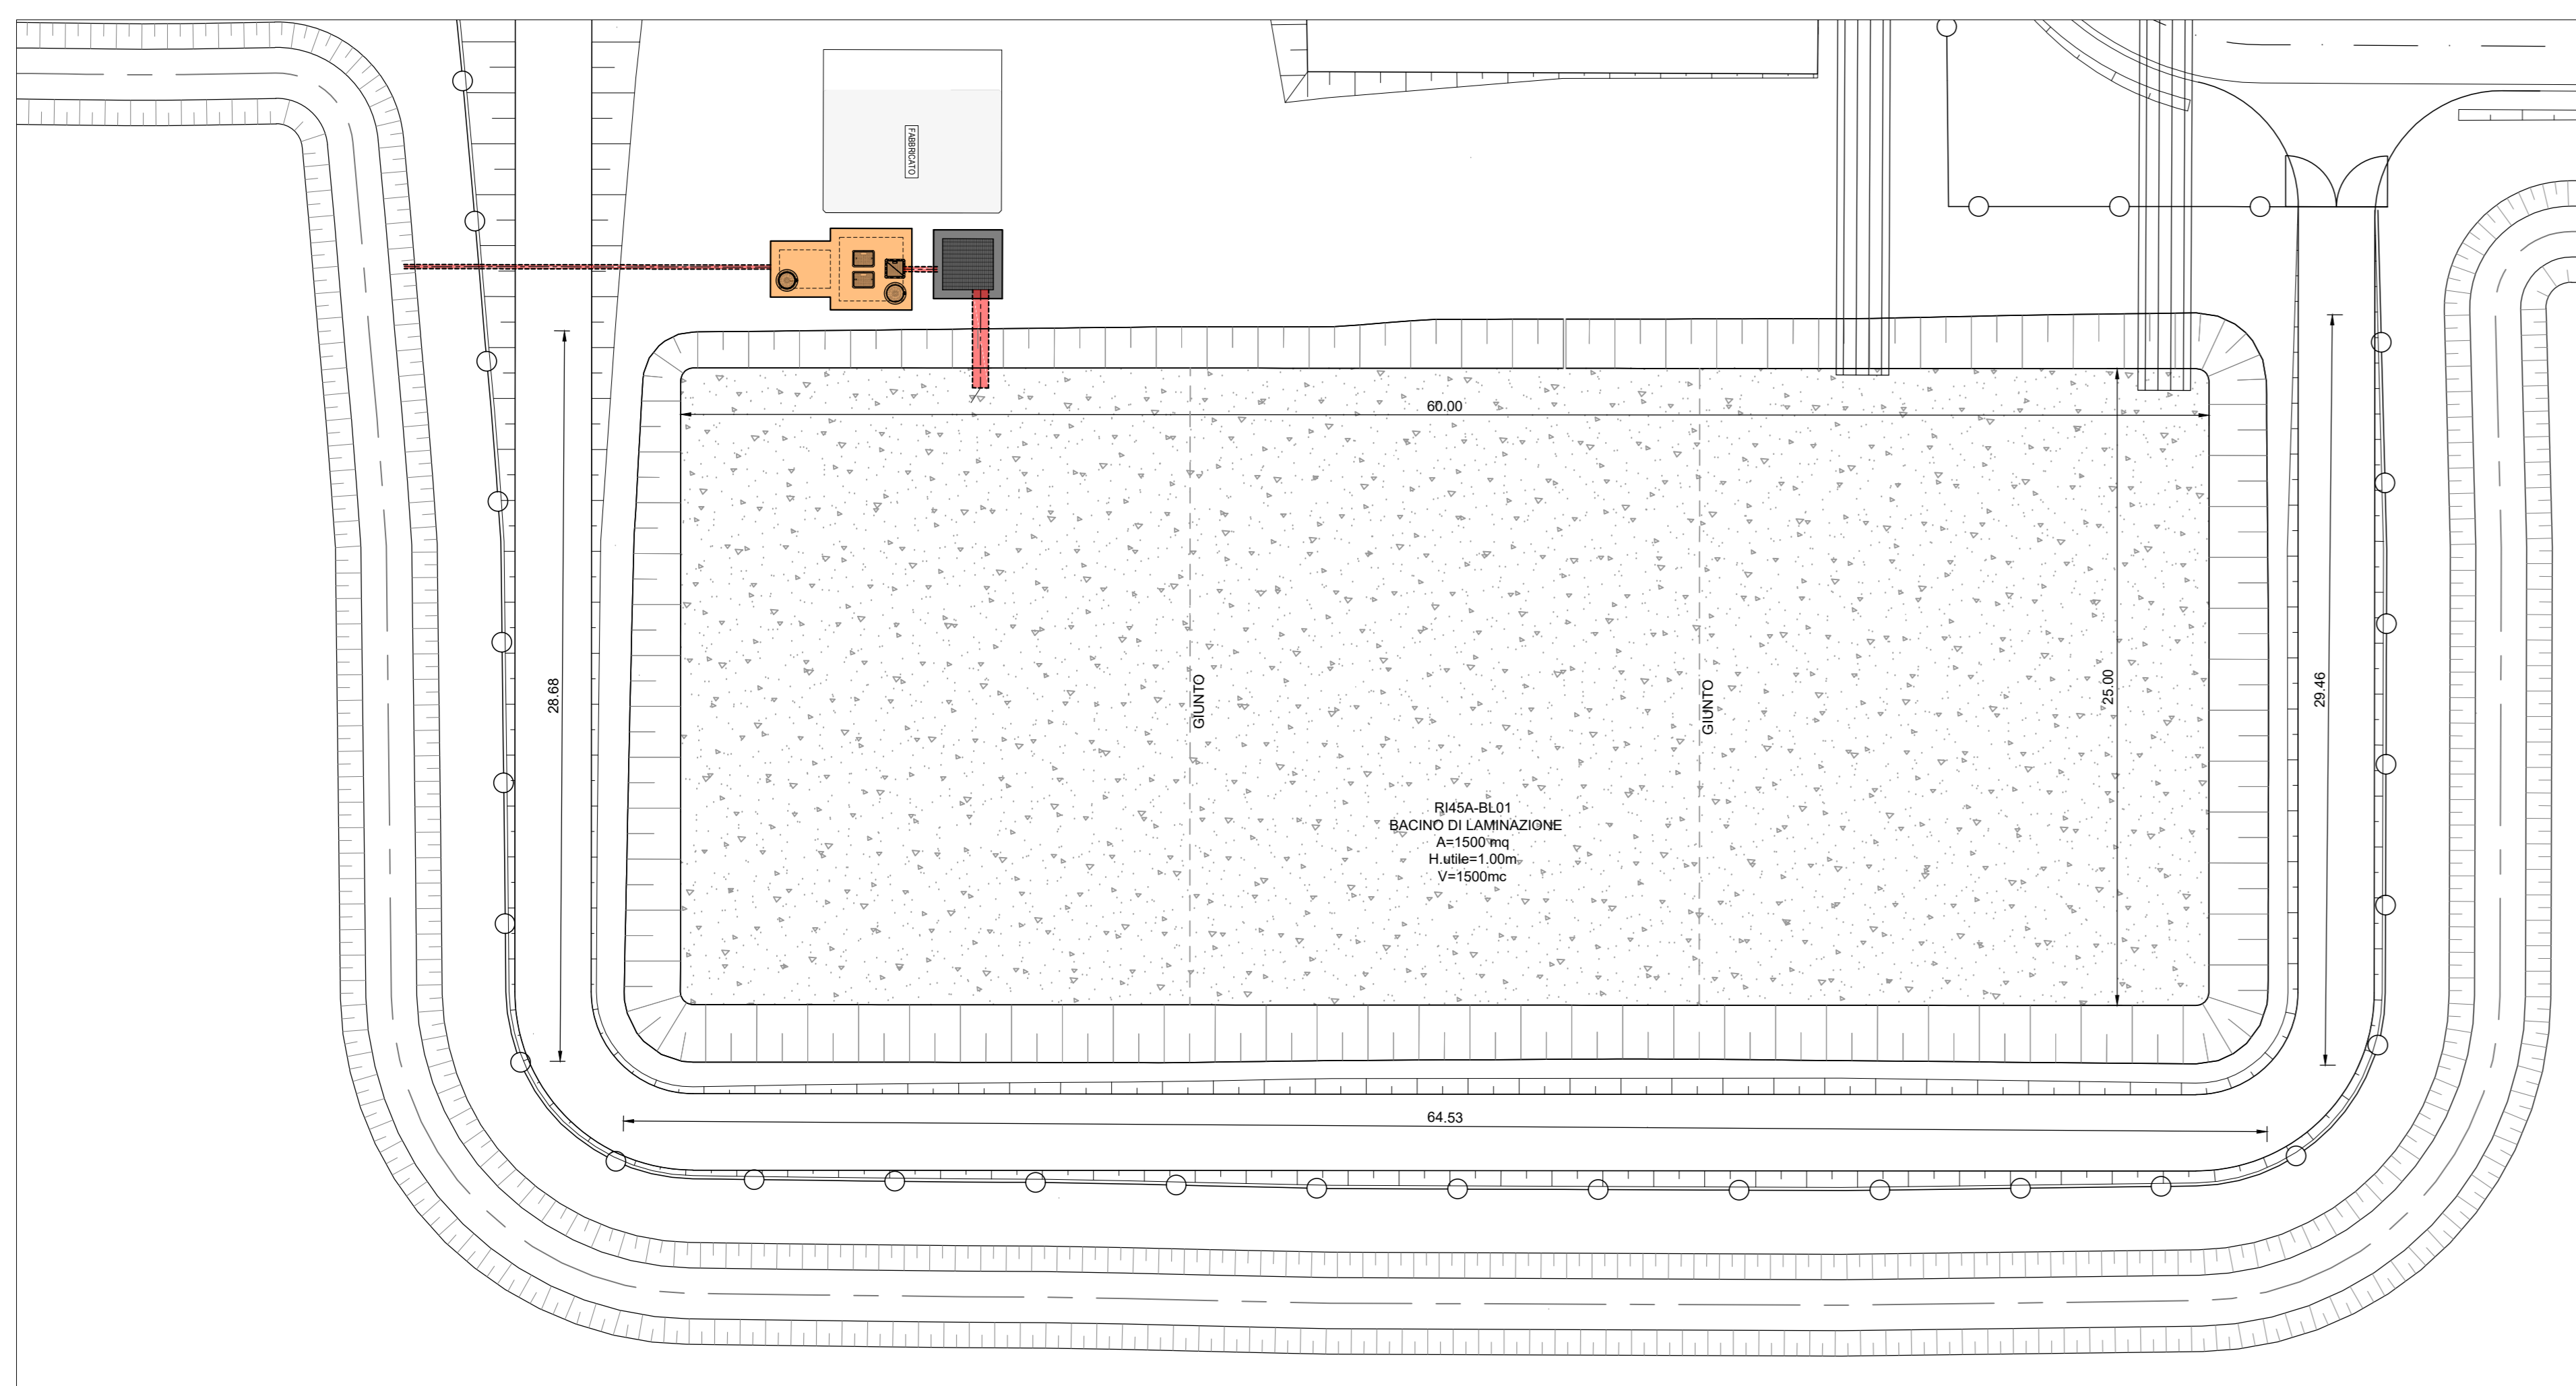 FABBRICATO
60.00
28.68
GIUNTO
GIUNTO
25.00
29.46
RI45A-BL01
BACINO DI LAMINAZIONE
A=1500 mq
H.utile=1.00m
V=1500mc
64.53